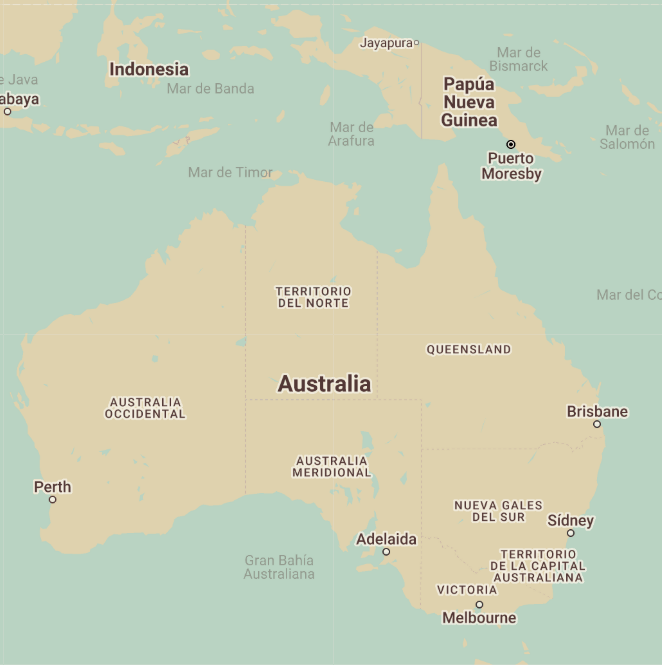 Jayapura
Mar de
Bismarck
Indonesia
e Java
Mar de Banda
Papúa
Nueva
Guinea
abaya
Mar de
Arafura
Mar de
Salomón
Puerto
Moresby
Mar de Timor
TERRITORIO
DEL NORTE
Mar del Co
QUEENSLAND
Australia
AUSTRALIA
OCCIDENTAL
Brisbane
AUSTRALIA
MERIDIONAL
Perth
NUEVA GALES
DEL SUR
Sídney
Adelaida
TERRITORIO
DE LA CAPITAL
AUSTRALIANA
Gran Bahía
Australiana
VICTORIA
Melbourne